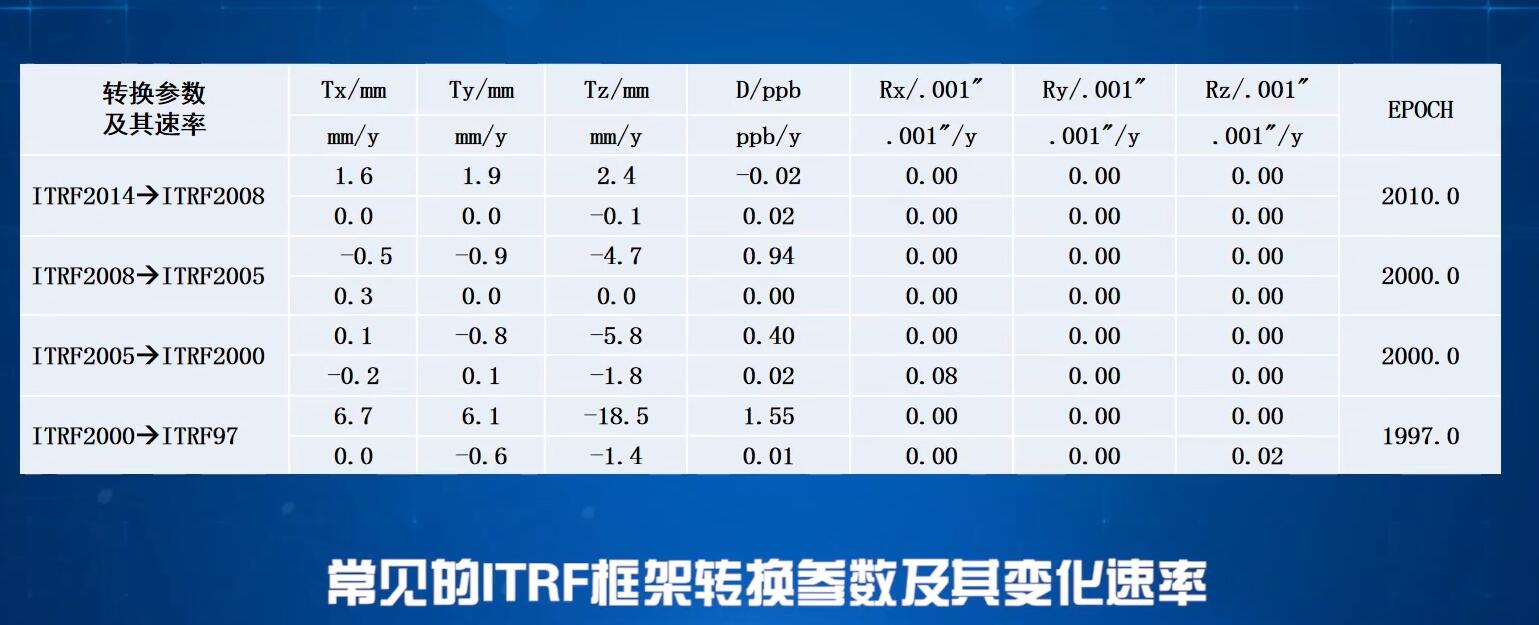 转换参数
及其速率
Tx/mm Ty/mm Tz/mm D/ppb Rx/.001″ Ry/.001″ Rz/.001″ EPOCH
mm/y mm/y mm/y ppb/y .001″/y .001″/y .001″/y
ITRF2014→ITRF2008 1.6 1.9 2.4 -0.02 0.00 0.00 0.00 2010.0
0.0 0.0 -0.1 0.02 0.00 0.00 0.00
ITRF2008→ITRF2005 -0.5 -0.9 -4.7 0.94 0.00 0.00 0.00 2000.0
0.3 0.0 0.0 0.00 0.00 0.00 0.00
ITRF2005→ITRF2000 0.1 -0.8 -5.8 0.40 0.00 0.00 0.00 2000.0
-0.2 0.1 -1.8 0.02 0.08 0.00 0.00
ITRF2000→ITRF97 6.7 6.1 -18.5 1.55 0.00 0.00 0.00 1997.0
0.0 -0.6 -1.4 0.01 0.00 0.00 0.02
常见的ITRF框架转换参数及其变化速率